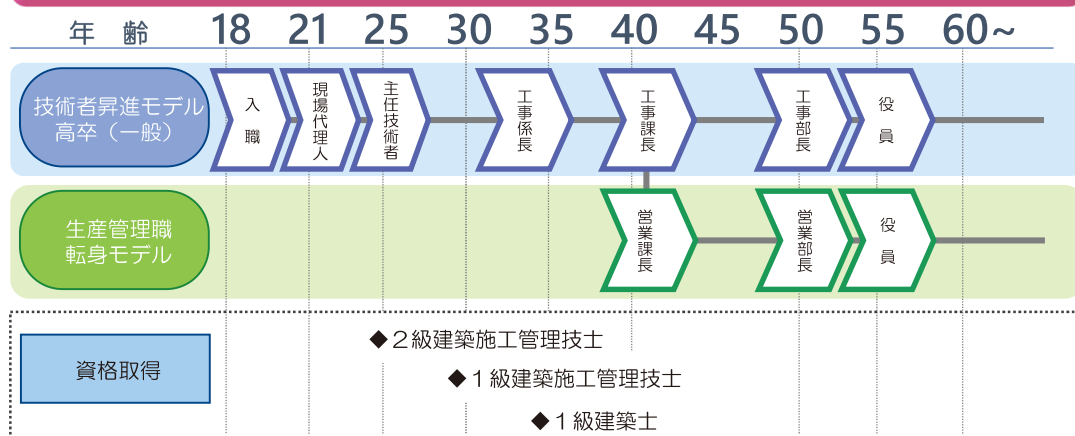 年　齢 18 21 25 30 35 40 45 50 55 60～
技術者昇進モデル
高卒（一般）
入職
現場代理人
主任技術者
工事係長
工事課長
工事部長
役員
生産管理職
転身モデル
営業課長
営業部長
役員
資格取得
◆２級建築施工管理技士
◆１級建築施工管理技士
◆１級建築士